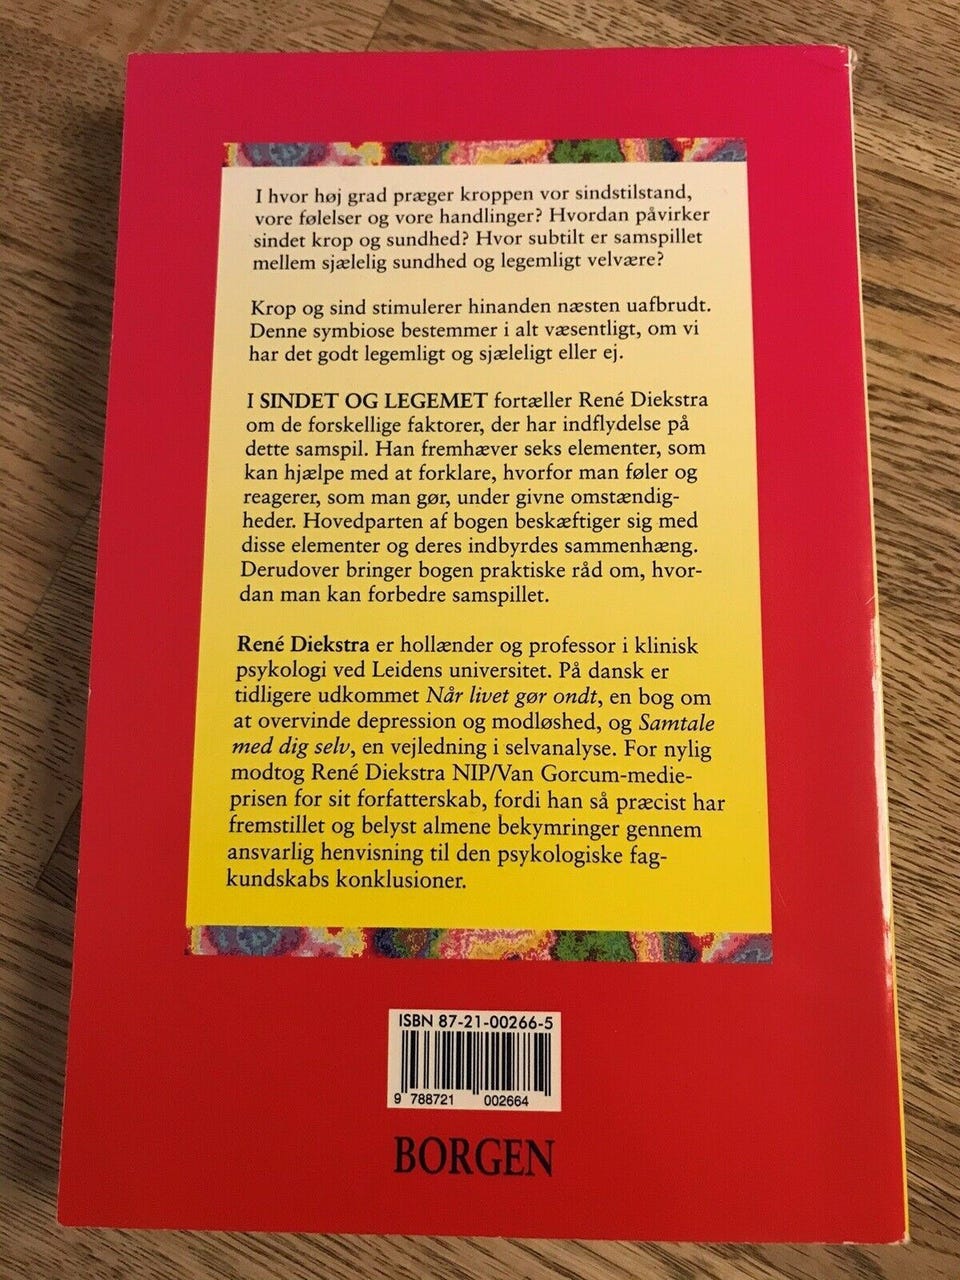 I hvor høj grad præger kroppen vor sindstilstand,
vore følelser og vore handlinger? Hvordan påvirker
sindet krop og sundhed? Hvor subtilt er samspillet
mellem sjælelig sundhed og legemligt velvære?
Krop og sind stimulerer hinanden næsten uafbrudt.
Denne symbiose bestemmer i alt væsentligt, om vi
har det godt legemligt og sjæleligt eller ej.
I SINDET OG LEGEMET fortæller René Diekstra
om de forskellige faktorer, der har indflydelse på
dette samspil. Han fremhæver seks elementer, som
kan hjælpe med at forklare, hvorfor man føler og
reagerer, som man gør, under givne omstændig-
heder. Hovedparten af bogen beskæftiger sig med
disse elementer og deres indbyrdes sammenhæng.
Derudover bringer bogen praktiske råd om, hvor-
dan man kan forbedre samspillet.
René Diekstra er hollænder og professor i klinisk
psykologi ved Leidens universitet. På dansk er
tidligere udkommet Når livet gør ondt, en bog om
at overvinde depression og modløshed, og Samtale
med dig selv, en vejledning i selvanalyse. For nylig
modtog René Diekstra NIP/Van Gorcum-medie-
prisen for sit forfatterskab, fordi han så præcist har
fremstillet og belyst almene bekymringer gennem
ansvarlig henvisning til den psykologiske fag-
kundskabs konklusioner.
ISBN 87-21-00266-5
9 788721 002664
BORGEN